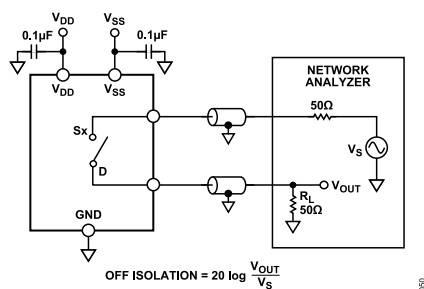 VDD VSS
0.1µF 0.1µF
VDD VSS
NETWORK
ANALYZER
50Ω
Sx
VS
D
VOUT
RL
50Ω
GND
OFF ISOLATION = 20 log VOUT
VS
050